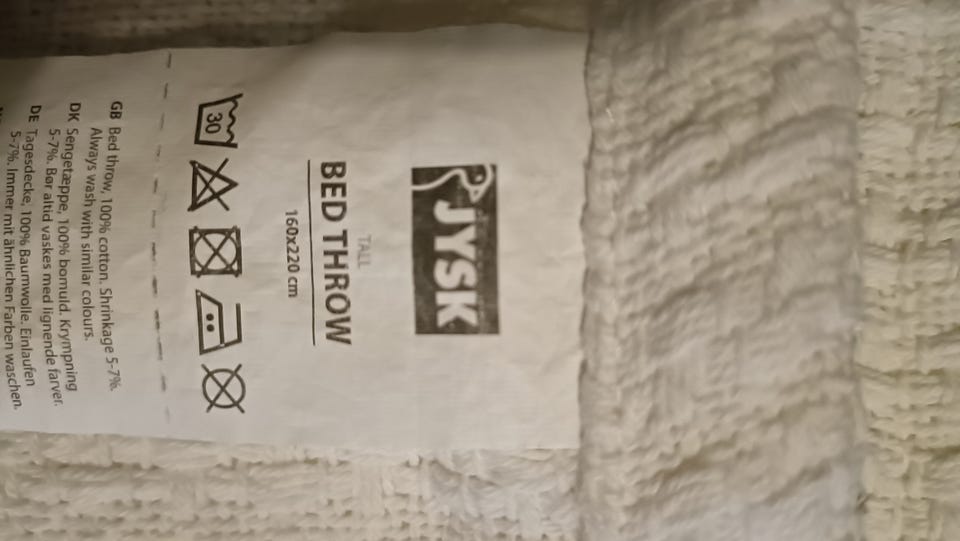 JYSK
TALL
BED THROW
160x220 cm
30
GB Bed throw, 100% cotton. Shrinkage 5-7%.
Always wash with similar colours.
DK Sengetæppe, 100% bomuld. Krympning
5-7%. Bør altid vaskes med lignende farver.
DE Tagesdecke, 100% Baumwolle. Einlaufen
5-7%. Immer mit ähnlichen Farben waschen.